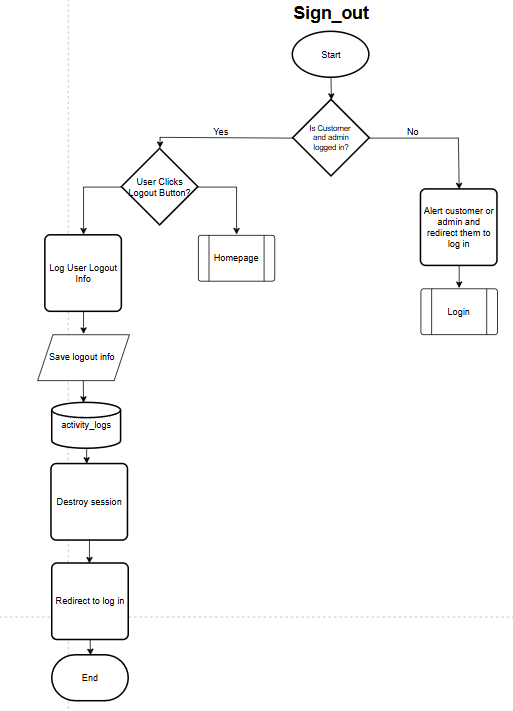 Sign_out
Start
Is Customer
and admin
logged in?
Yes
No
User Clicks
Logout Button?
Alert customer or
admin and
redirect them to
log in
Log User Logout
Info
Homepage
Login
Save logout info
activity_logs
Destroy session
Redirect to log in
End